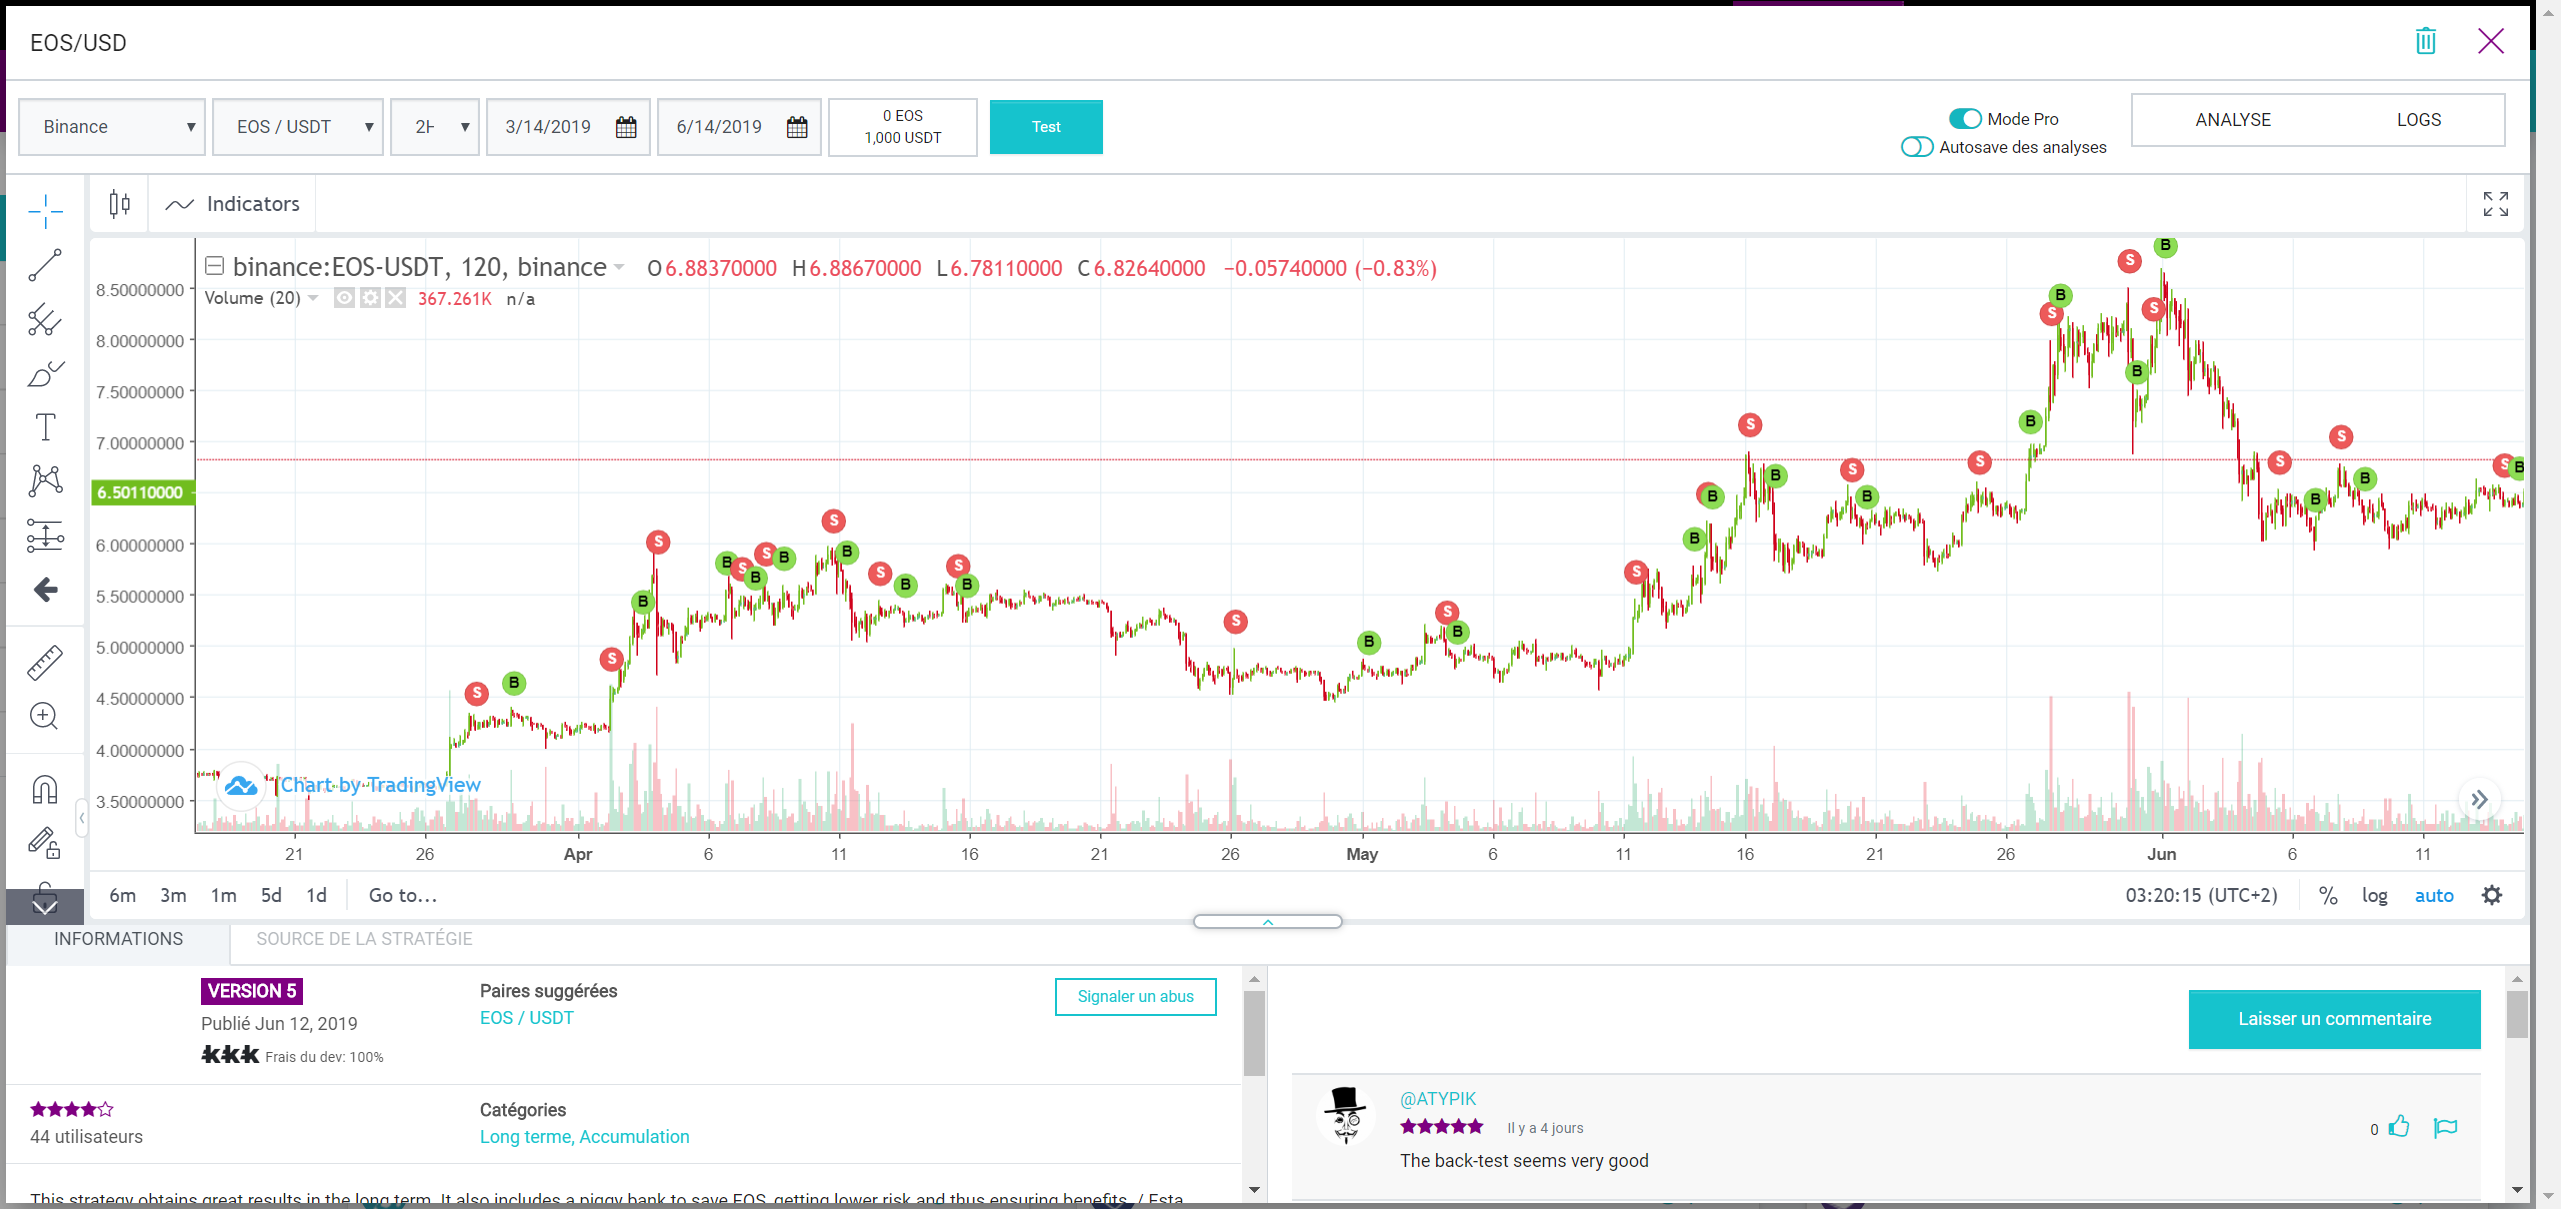 EOS/USD
Binance
EOS / USDT
2H
3/14/2019
6/14/2019
0 EOS
1,000 USDT
Test
Mode Pro
Autosave des analyses
ANALYSE
LOGS
Indicators
binance:EOS-USDT, 120, binance O6.88370000 H6.88670000 L6.78110000 C6.82640000 −0.05740000 (−0.83%)
Volume (20) 367.261K n/a
8.50000000
8.00000000
7.50000000
7.00000000
6.50110000
6.00000000
5.50000000
5.00000000
4.50000000
4.00000000
3.50000000
S B S B S B S B S B S B S B S B S B S B S S B S B B S B S B S S B S B S B S B S S B S B S B
Chart by TradingView
21 26 Apr 6 11 16 21 26 May 6 11 16 21 26 Jun 6 11
6m 3m 1m 5d 1d Go to... 03:20:15 (UTC+2) % log auto
INFORMATIONS
SOURCE DE LA STRATÉGIE
VERSION 5
Publié Jun 12, 2019
Frais du dev: 100%
Paires suggérées
EOS / USDT
Signaler un abus
44 utilisateurs
Catégories
Long terme, Accumulation
This strategy obtains great results in the long term. It also includes a piggy bank to save EOS, getting lower risk and thus ensuring benefits. / Esta
Laisser un commentaire
@ATYPIK
Il y a 4 jours
0
The back-test seems very good